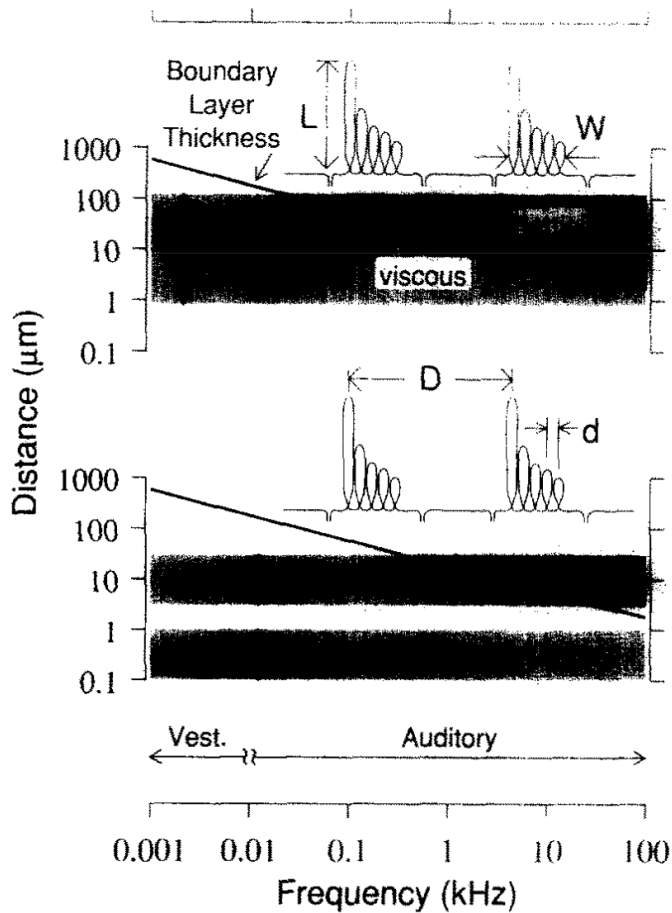 Boundary
Layer
Thickness
L
W
1000
100
10
1
0.1
viscous
Distance (μm)
D
d
1000
100
10
1
0.1
Vest.
Auditory
0.001
0.01
0.1
1
10
100
Frequency (kHz)